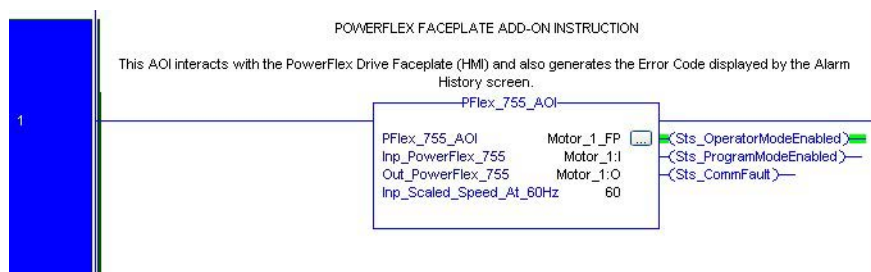 POWERFLEX FACEPLATE ADD-ON INSTRUCTION
This AOI interacts with the PowerFlex Drive Faceplate (HMI) and also generates the Error Code displayed by the Alarm
History screen.
PFlex_755_AOI
1
PFlex_755_AOI Motor_1_FP ... Sts_OperatorModeEnabled
Inp_PowerFlex_755 Motor_1:I Sts_ProgramModeEnabled
Out_PowerFlex_755 Motor_1:O Sts_CommFault
Inp_Scaled_Speed_At_60Hz 60